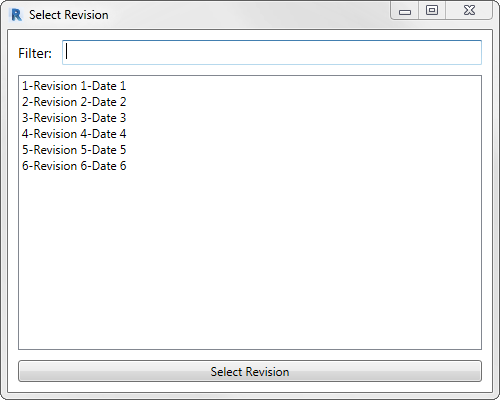 Select Revision
Filter:
1-Revision 1-Date 1
2-Revision 2-Date 2
3-Revision 3-Date 3
4-Revision 4-Date 4
5-Revision 5-Date 5
6-Revision 6-Date 6
Select Revision